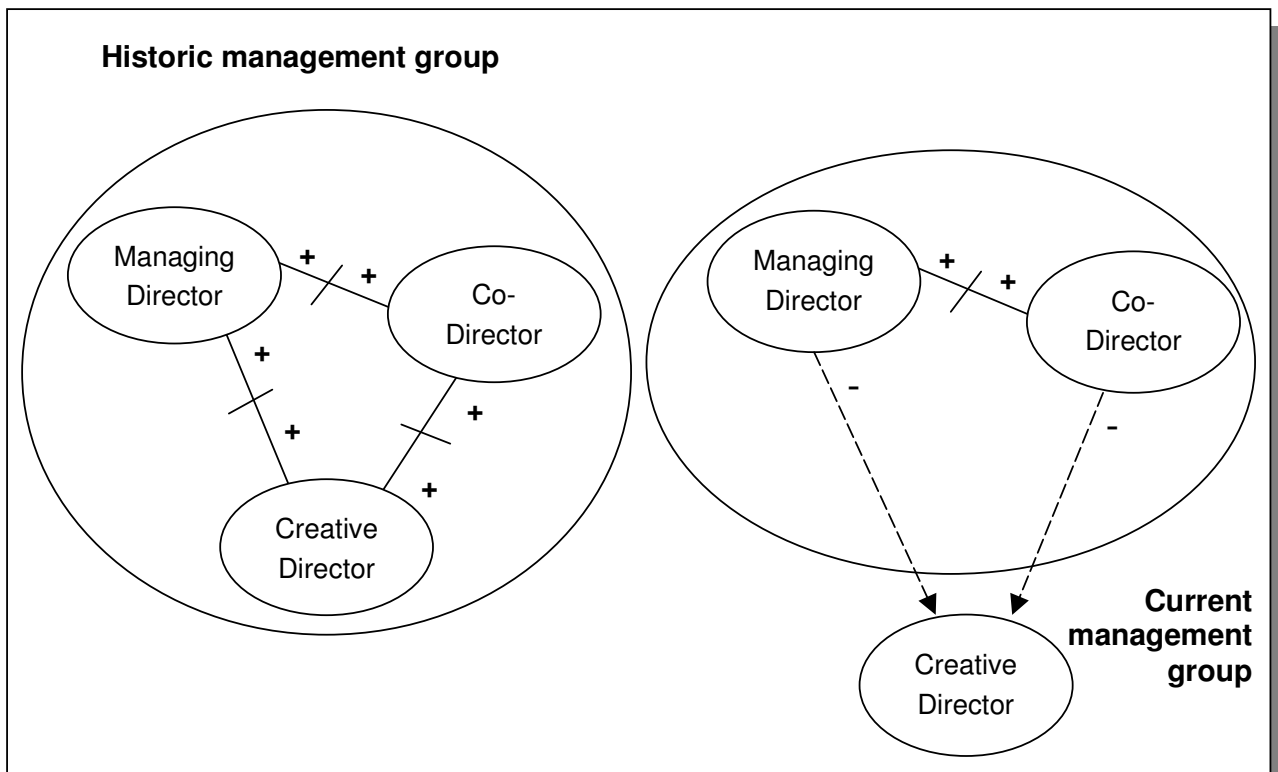 Historic management group
Managing
Director
+
+
Co-
Director
+
+
+
+
Creative
Director
Managing
Director
+
+
Co-
Director
-
-
Current
management
group
Creative
Director